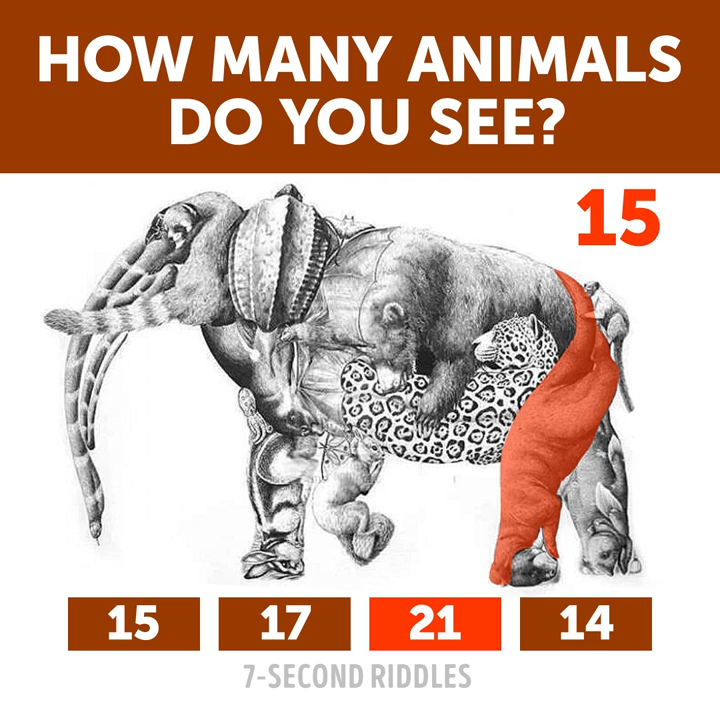 HOW MANY ANIMALS
DO YOU SEE?
15
15 17 21 14
7-SECOND RIDDLES